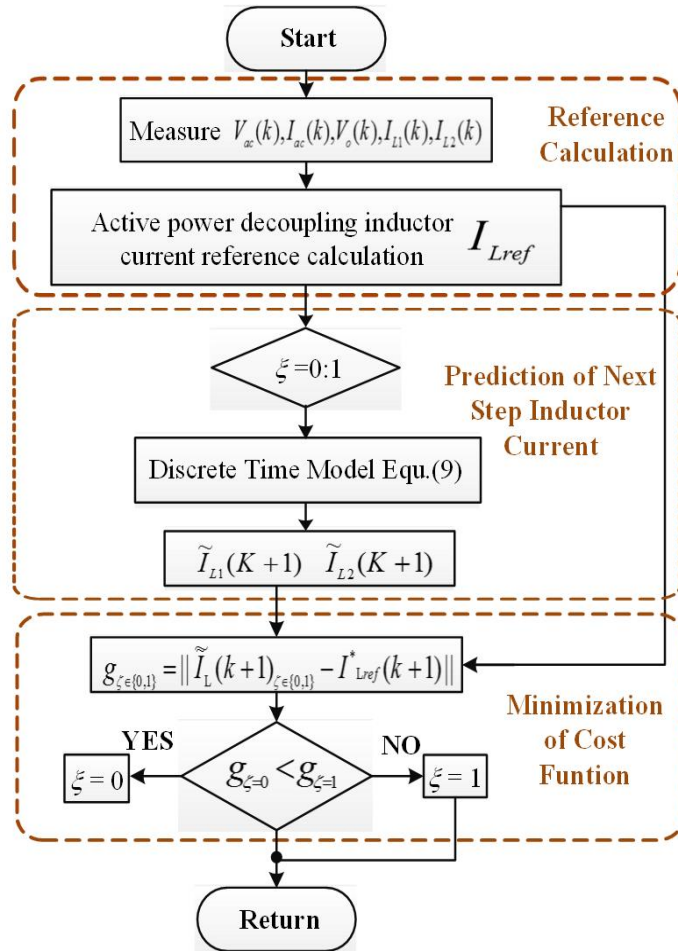 Start
Measure V_ac(k),I_ac(k),V_o(k),I_L1(k),I_L2(k)
Reference
Calculation
Active power decoupling inductor
current reference calculation I_Lref
ξ=0:1
Prediction of Next
Step Inductor
Current
Discrete Time Model Equ.(9)
Ĩ_L1(K+1) Ĩ_L2(K+1)
g_ζ∈{0,1}=||Ĩ̃_L(k+1)_ζ∈{0,1}-I*_Lref(k+1)||
Minimization
of Cost
Funtion
YES
NO
ξ=0
g_ζ=0<g_ζ=1
ξ=1
Return